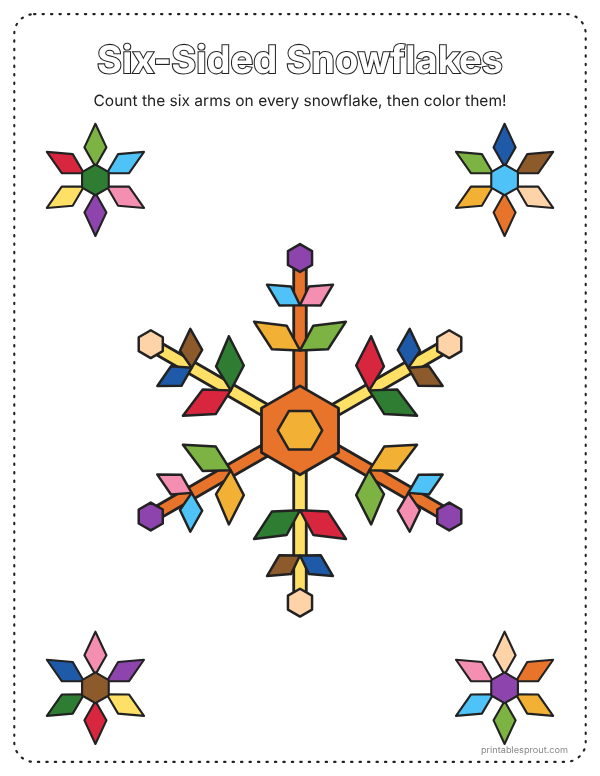 Six-Sided Snowflakes
Count the six arms on every snowflake, then color them!
printablesprout.com